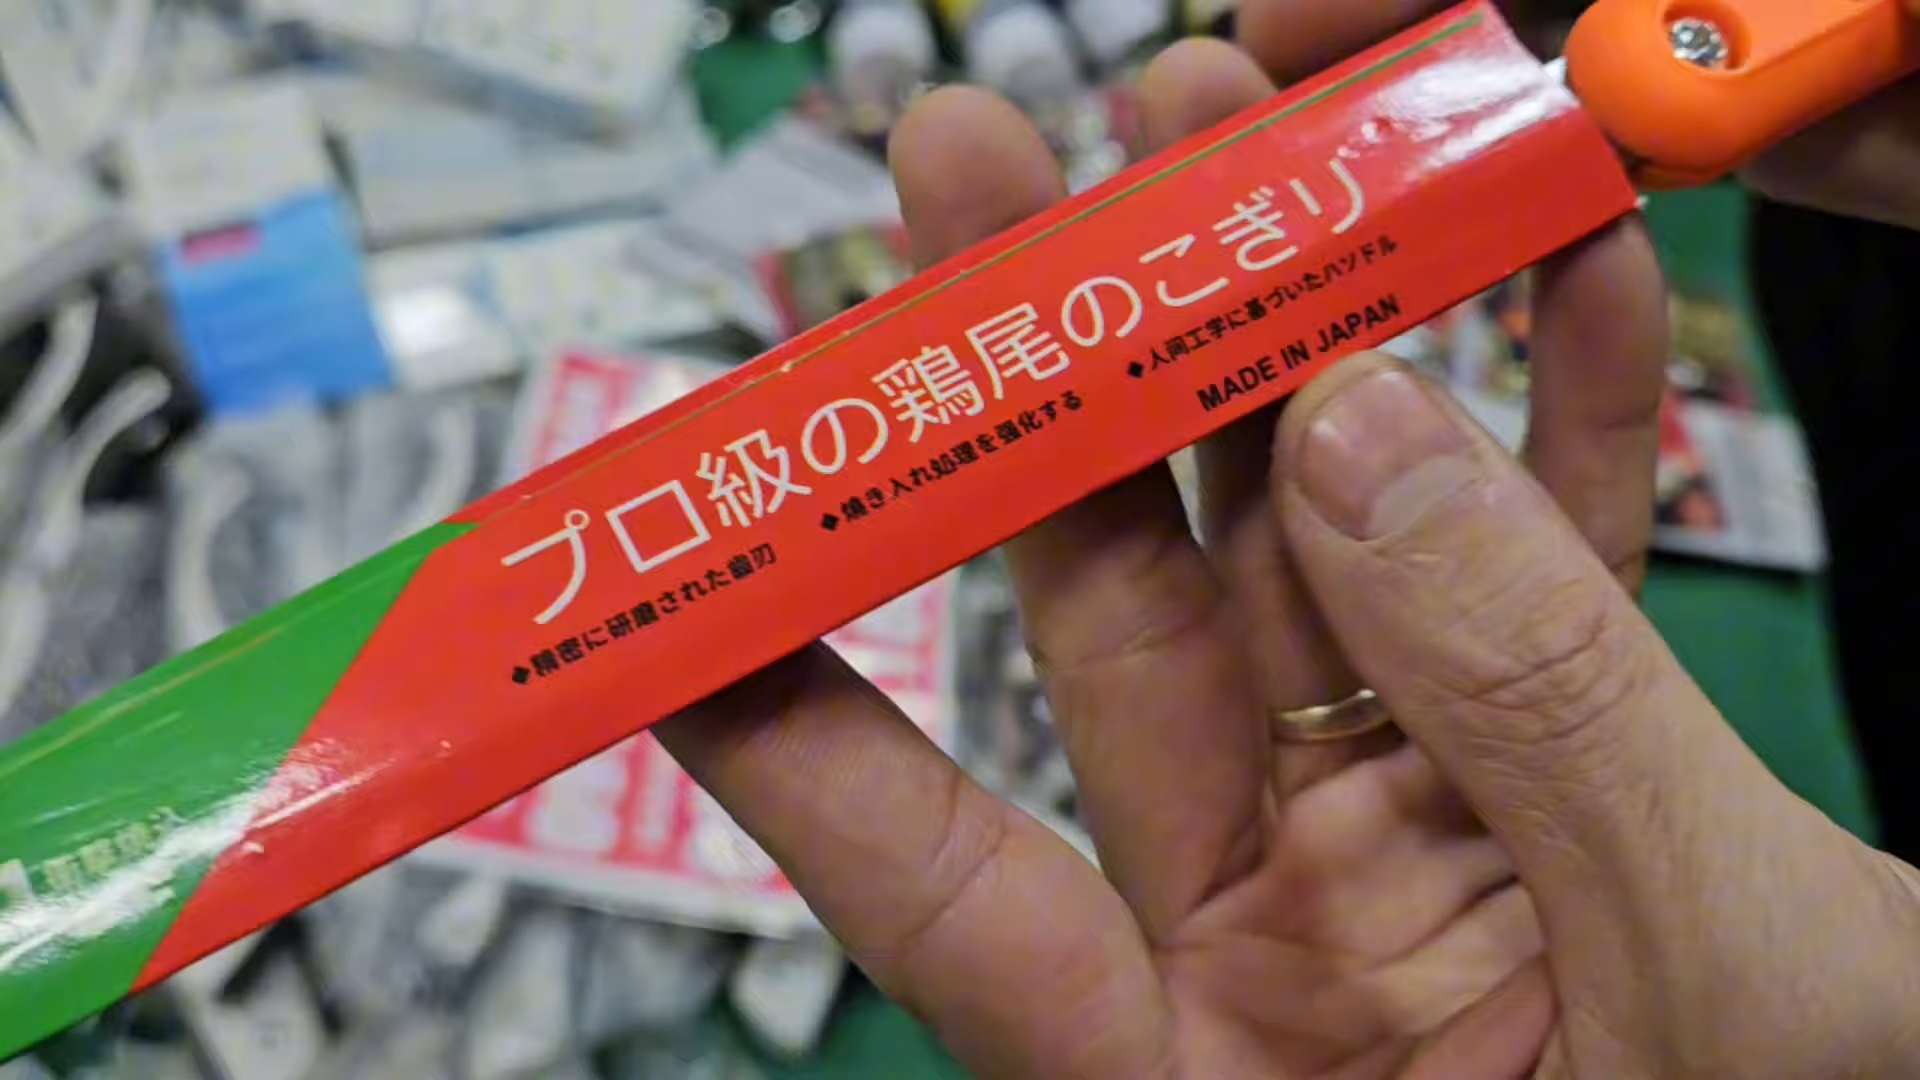 プロ級の鶏尾のこぎり
◆精密に研磨された歯刃
◆焼き入れ処理を强化する
◆人间工学に基づいたハンドル
MADE IN JAPAN